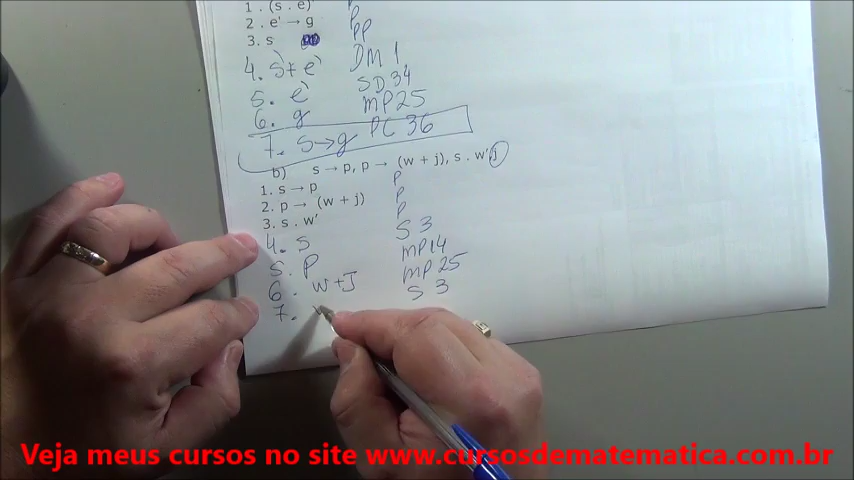 1. (s . e)' P
2. e' → g P
3. s PP
4. s'+ e' DM 1
5. e' SD 34
6. g MP 25
7. s→g PC 36
b) s → p, p → (w + j), s . w', j
1. s → p P
2. p → (w + j) P
3. s . w' P
4. s S 3
5. p MP 14
6. w + J MP 25
7. S 3
Veja meus cursos no site www.cursosdematematica.com.br